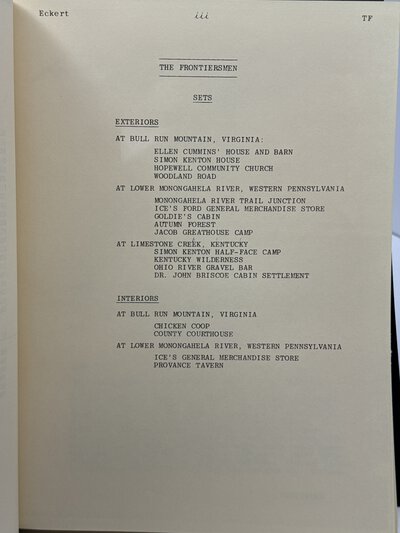 Eckert iii TF
THE FRONTIERSMEN
SETS
EXTERIORS
AT BULL RUN MOUNTAIN, VIRGINIA:
ELLEN CUMMINS' HOUSE AND BARN
SIMON KENTON HOUSE
HOPEWELL COMMUNITY CHURCH
WOODLAND ROAD
AT LOWER MONONGAHELA RIVER, WESTERN PENNSYLVANIA
MONONGAHELA RIVER TRAIL JUNCTION
ICE'S FORD GENERAL MERCHANDISE STORE
GOLDIE'S CABIN
AUTUMN FOREST
JACOB GREATHOUSE CAMP
AT LIMESTONE CREEK, KENTUCKY
SIMON KENTON HALF-FACE CAMP
KENTUCKY WILDERNESS
OHIO RIVER GRAVEL BAR
DR. JOHN BRISCOE CABIN SETTLEMENT
INTERIORS
AT BULL RUN MOUNTAIN, VIRGINIA
CHICKEN COOP
COUNTY COURTHOUSE
AT LOWER MONONGAHELA RIVER, WESTERN PENNSYLVANIA
ICE'S GENERAL MERCHANDISE STORE
PROVANCE TAVERN